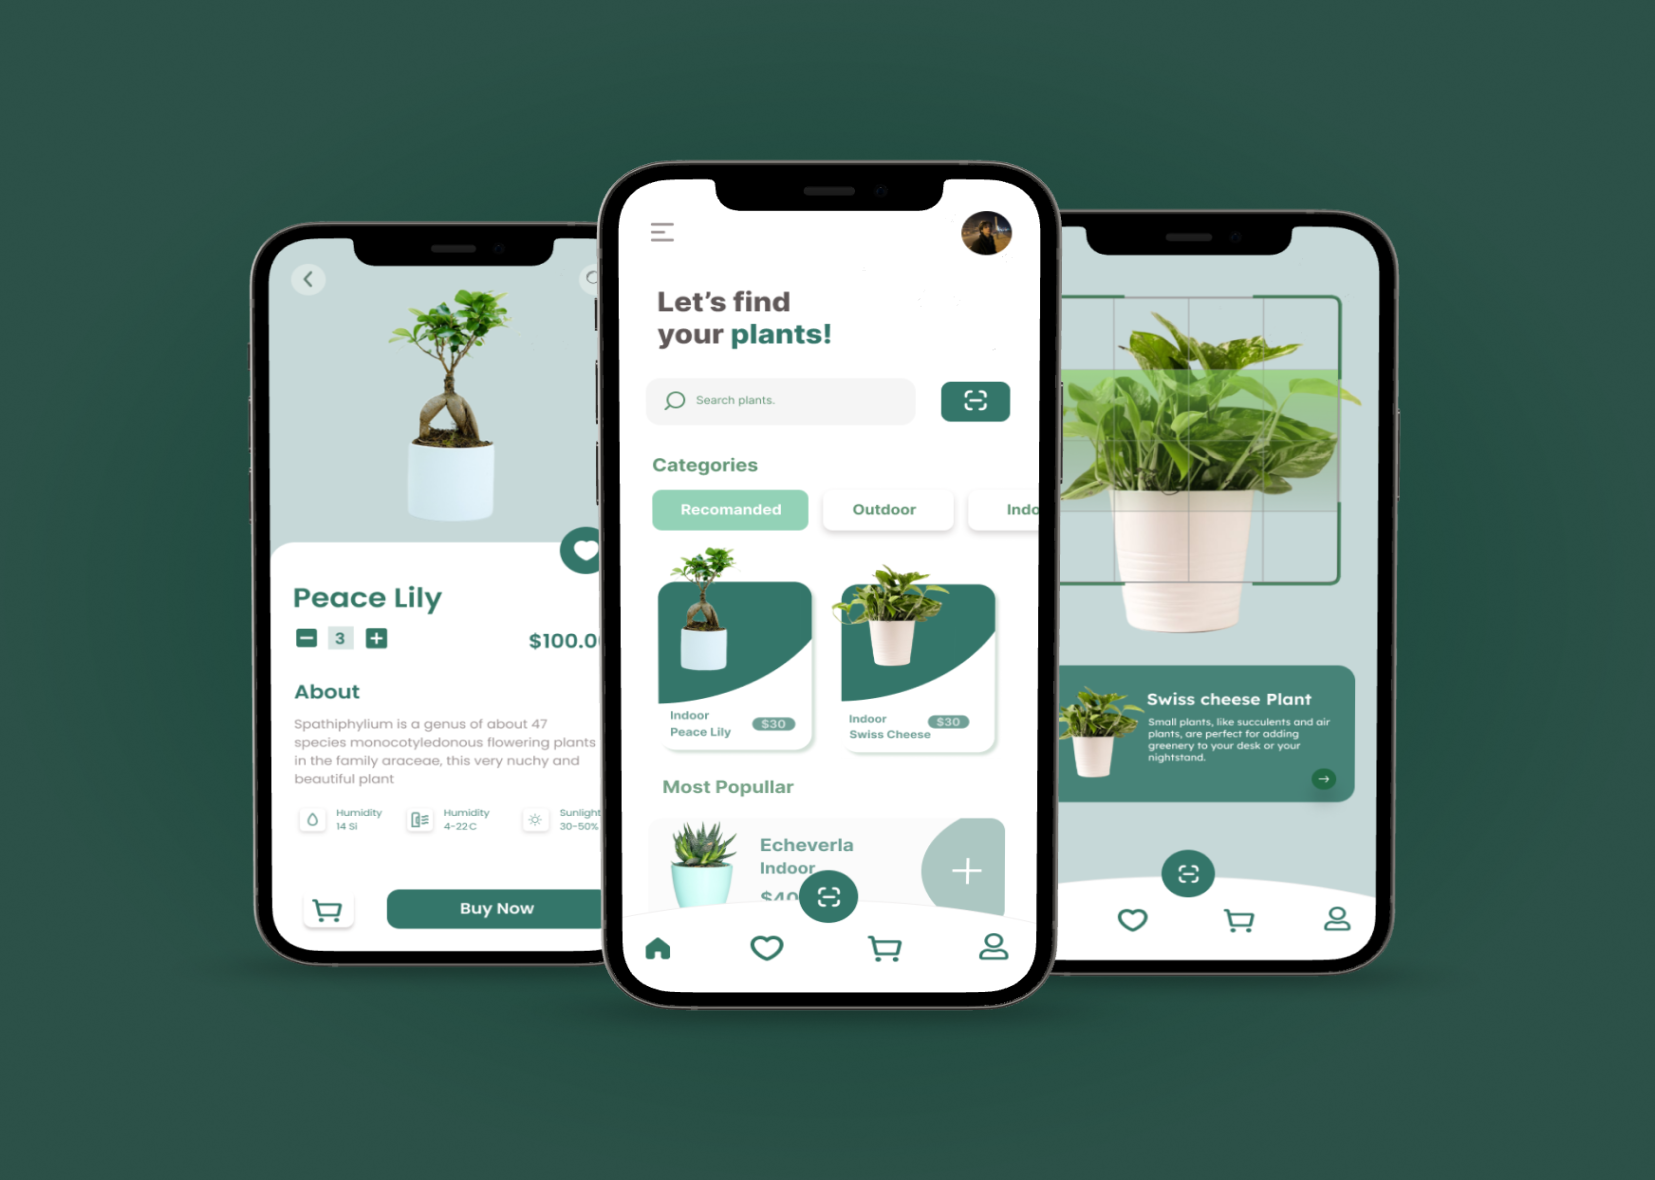 Peace Lily
3
$100.0
About
Spathiphylium is a genus of about 47
species monocotyledonous flowering plants
in the family araceae, this very nuchy and
beautiful plant
Humidity
14 Si
Humidity
4-22C
Sunlight
30-50%
Buy Now
Let's find
your plants!
Search plants.
Categories
Recomanded
Outdoor
Indo
Indoor
Peace Lily
$30
Indoor
Swiss Cheese
$30
Most Popullar
Echeverla
Indoor
$40
Swiss cheese Plant
Small plants, like succulents and air
plants, are perfect for adding
greenery to your desk or your
nightstand.